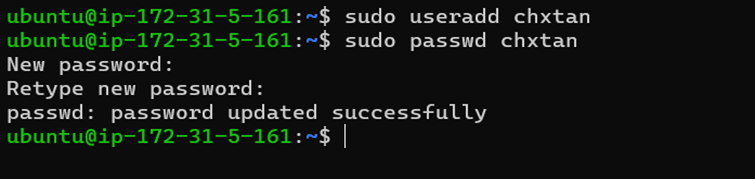 ubuntu@ip-172-31-5-161:~$ sudo useradd chxtan
ubuntu@ip-172-31-5-161:~$ sudo passwd chxtan
New password:
Retype new password:
passwd: password updated successfully
ubuntu@ip-172-31-5-161:~$